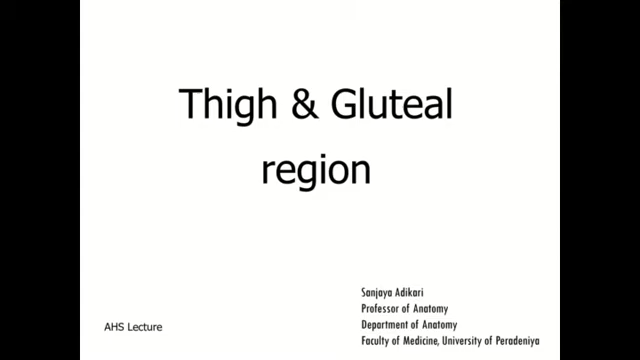 Thigh & Gluteal
region
Sanjaya Adikari
Professor of Anatomy
Department of Anatomy
Faculty of Medicine, University of Peradeniya
AHS Lecture